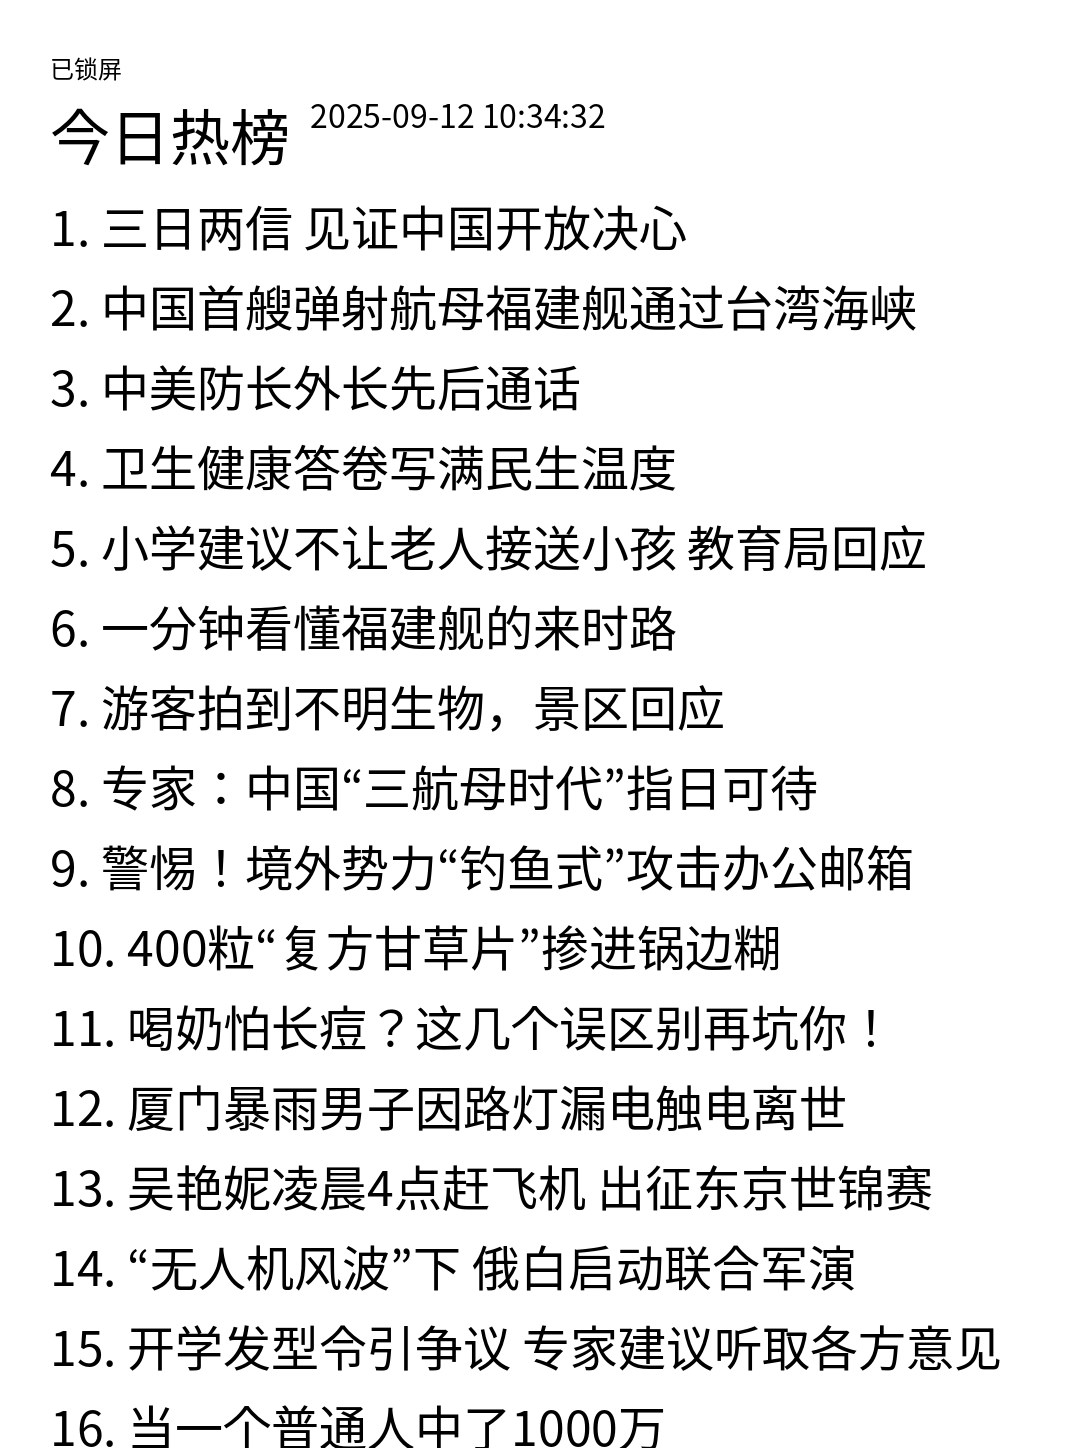 已锁屏
今日热榜 2025-09-12 10:34:32
1. 三日两信 见证中国开放决心
2. 中国首艘弹射航母福建舰通过台湾海峡
3. 中美防长外长先后通话
4. 卫生健康答卷写满民生温度
5. 小学建议不让老人接送小孩 教育局回应
6. 一分钟看懂福建舰的来时路
7. 游客拍到不明生物，景区回应
8. 专家：中国“三航母时代”指日可待
9. 警惕！境外势力“钓鱼式”攻击办公邮箱
10. 400粒“复方甘草片”掺进锅边糊
11. 喝奶怕长痘？这几个误区别再坑你！
12. 厦门暴雨男子因路灯漏电触电离世
13. 吴艳妮凌晨4点赶飞机 出征东京世锦赛
14. “无人机风波”下 俄白启动联合军演
15. 开学发型令引争议 专家建议听取各方意见
16. 当一个普通人中了1000万